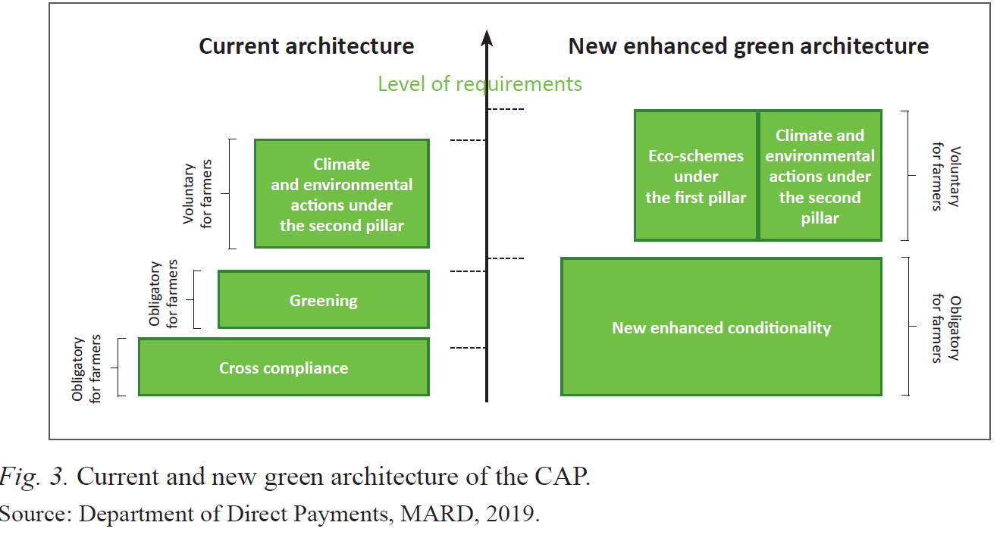 Current architecture
New enhanced green architecture
Level of requirements
Voluntary
for farmers
Climate
and environmental
actions under
the second pillar
Obligatory
for farmers
Greening
Obligatory
for farmers
Cross compliance
Eco-schemes
under
the first pillar
Climate and
environmental
actions under
the second
pillar
Voluntary
for farmers
New enhanced conditionality
Obligatory
for farmers
Fig. 3. Current and new green architecture of the CAP.
Source: Department of Direct Payments, MARD, 2019.